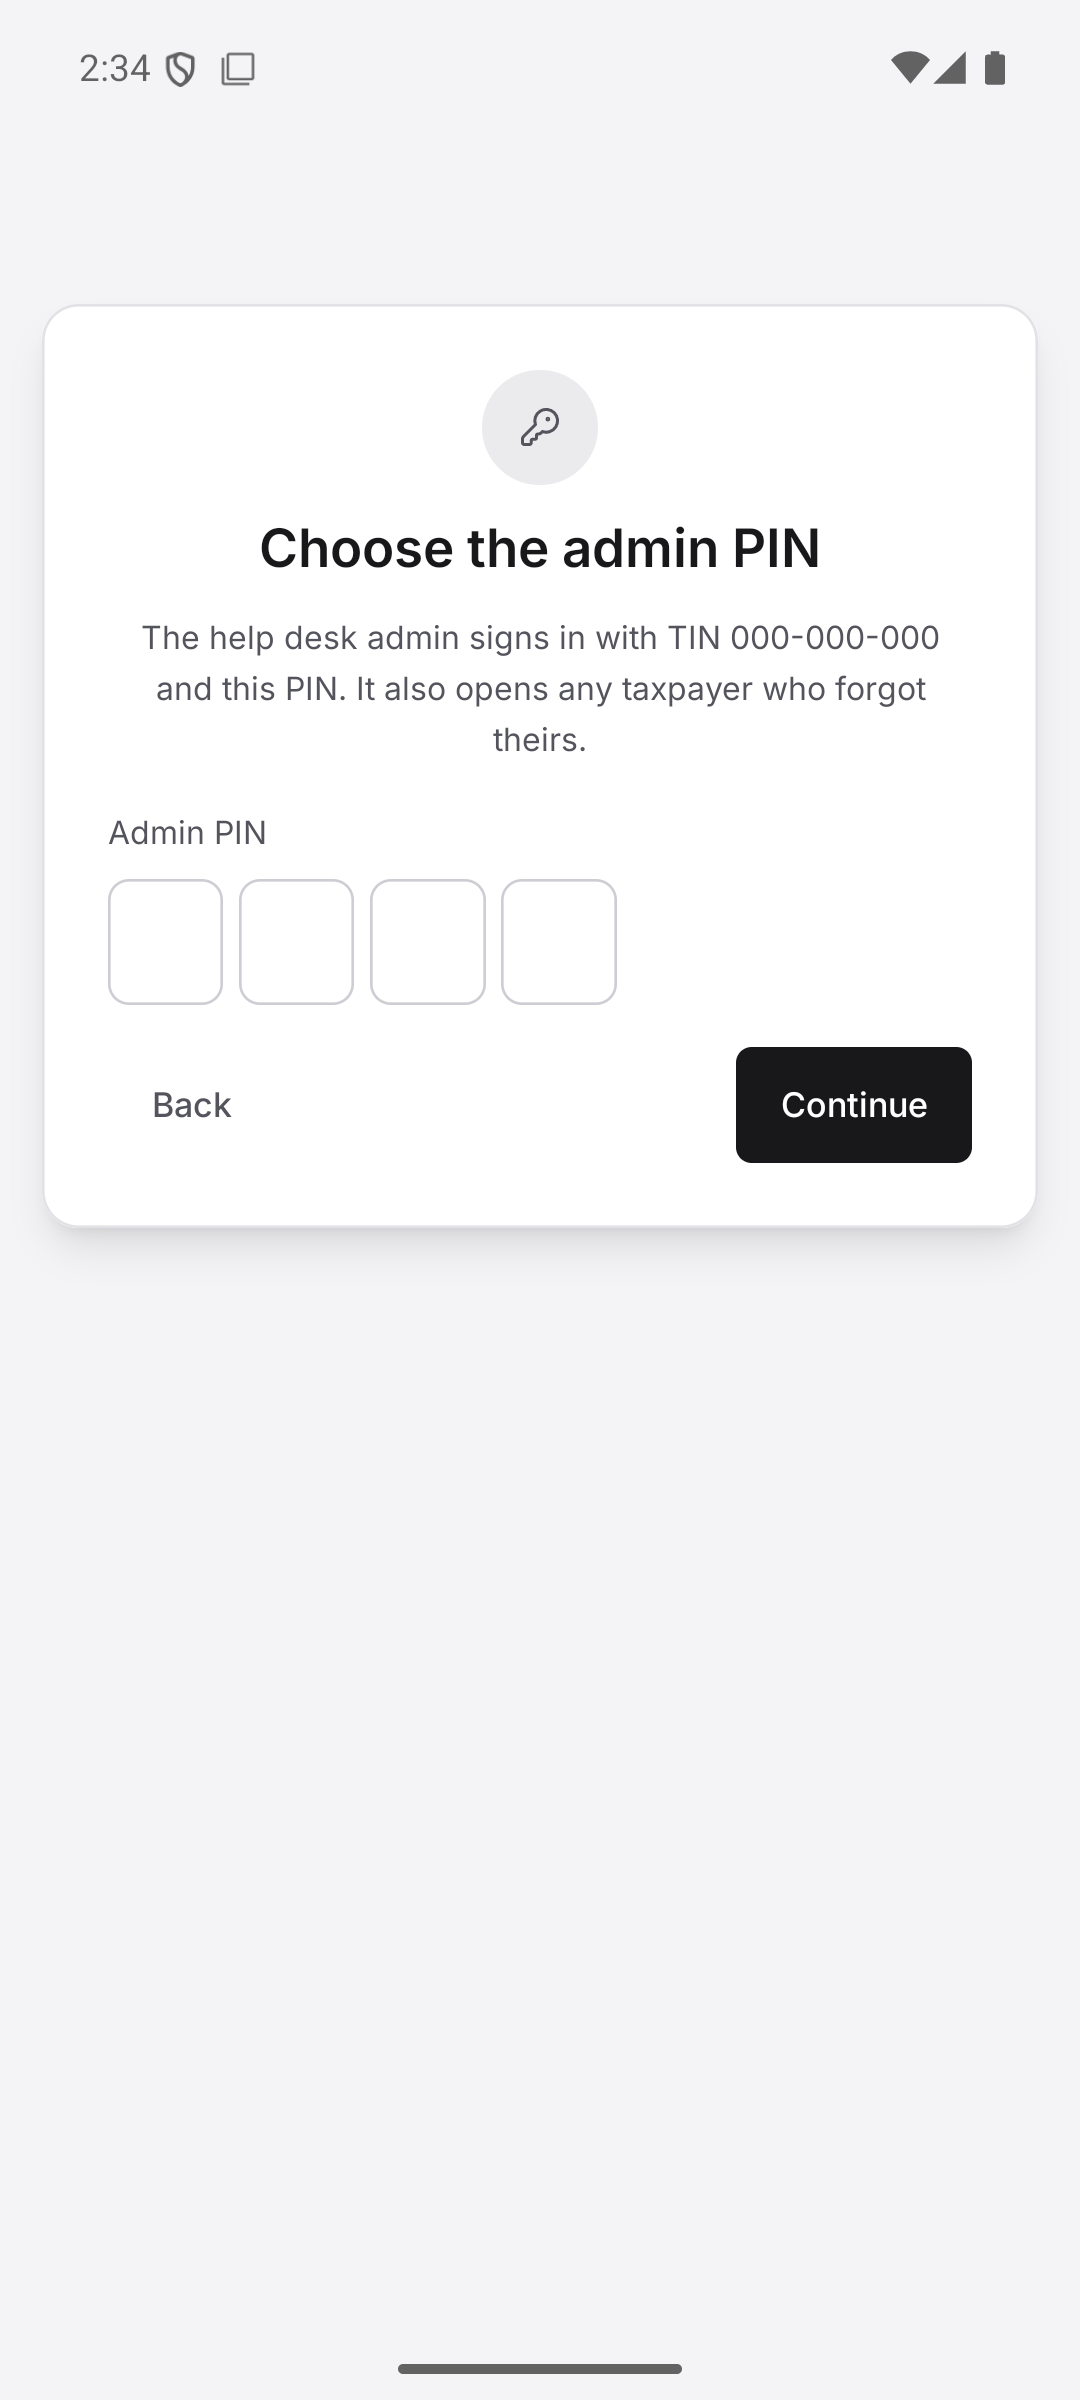 2:34
Choose the admin PIN
The help desk admin signs in with TIN 000-000-000
and this PIN. It also opens any taxpayer who forgot
theirs.
Admin PIN
Back
Continue